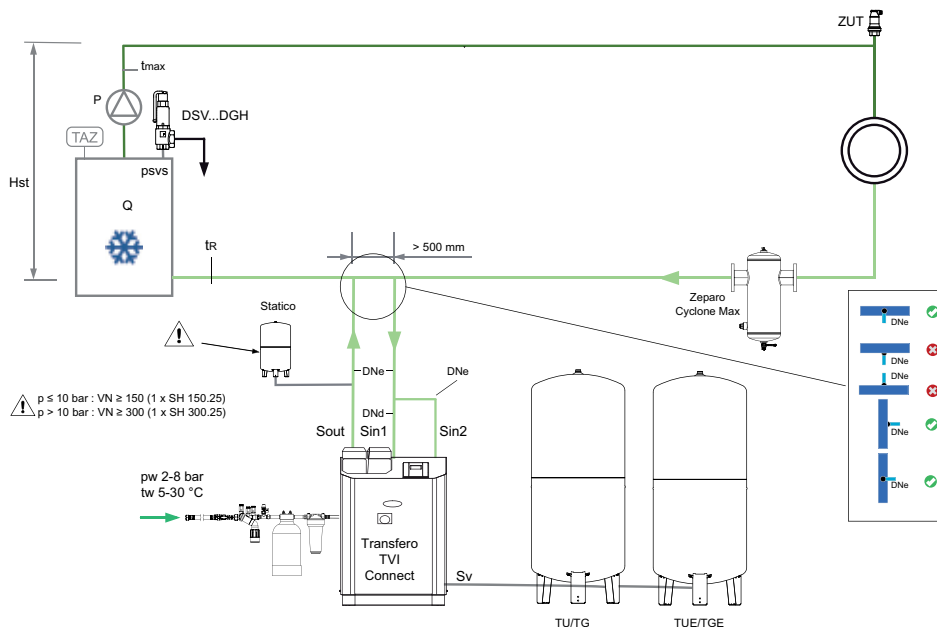 ZUT
tmax
P
DSV...DGH
TAZ
psvs
Hst
Q
tR
> 500 mm
Zeparo
Cyclone Max
Statico
DNe
DNe
DNe
DNe
DNe
DNe
DNe
p ≤ 10 bar : VN ≥ 150 (1 x SH 150.25)
p > 10 bar : VN ≥ 300 (1 x SH 300.25)
DNd
Sout
Sin1
Sin2
pw 2-8 bar
tw 5-30 °C
Transfero
TVI
Connect
Sv
TU/TG
TUE/TGE